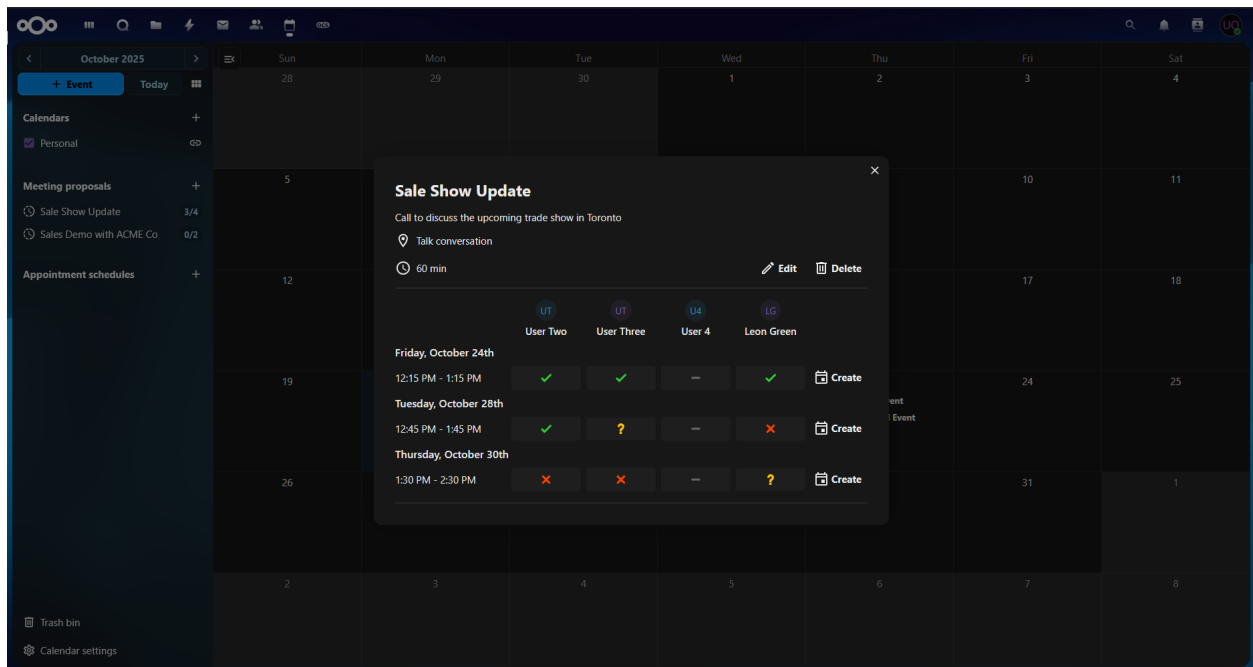 UO
October 2025
Sun Mon Tue Wed Thu Fri Sat
+ Event Today
28 29 30 1 2 3 4
Calendars
Personal
Meeting proposals
Sale Show Update 3/4
Sales Demo with ACME Co 0/2
Appointment schedules
5 10 11
12 17 18
19 24 25
ent
Event
26 31 1
2 3 4 5 6 7 8
Sale Show Update
Call to discuss the upcoming trade show in Toronto
Talk conversation
60 min Edit Delete
UT UT U4 LG
User Two User Three User 4 Leon Green
Friday, October 24th
12:15 PM - 1:15 PM Create
Tuesday, October 28th
12:45 PM - 1:45 PM ? Create
Thursday, October 30th
1:30 PM - 2:30 PM ? Create
Trash bin
Calendar settings